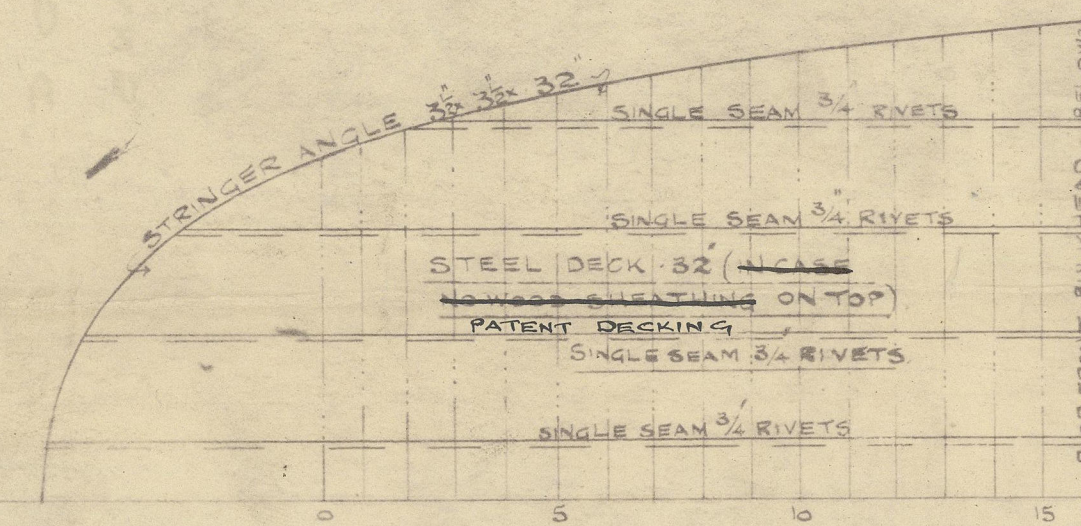 STRINGER ANGLE 3½" x 3½" x 32"
SINGLE SEAM 3/4 RIVETS
SINGLE SEAM 3/4" RIVETS
STEEL DECK .32" (IN CASE
NO WOOD SHEATHING ON TOP)
PATENT DECKING
SINGLE SEAM 3/4" RIVETS
SINGLE SEAM 3/4" RIVETS
0 5 10 15